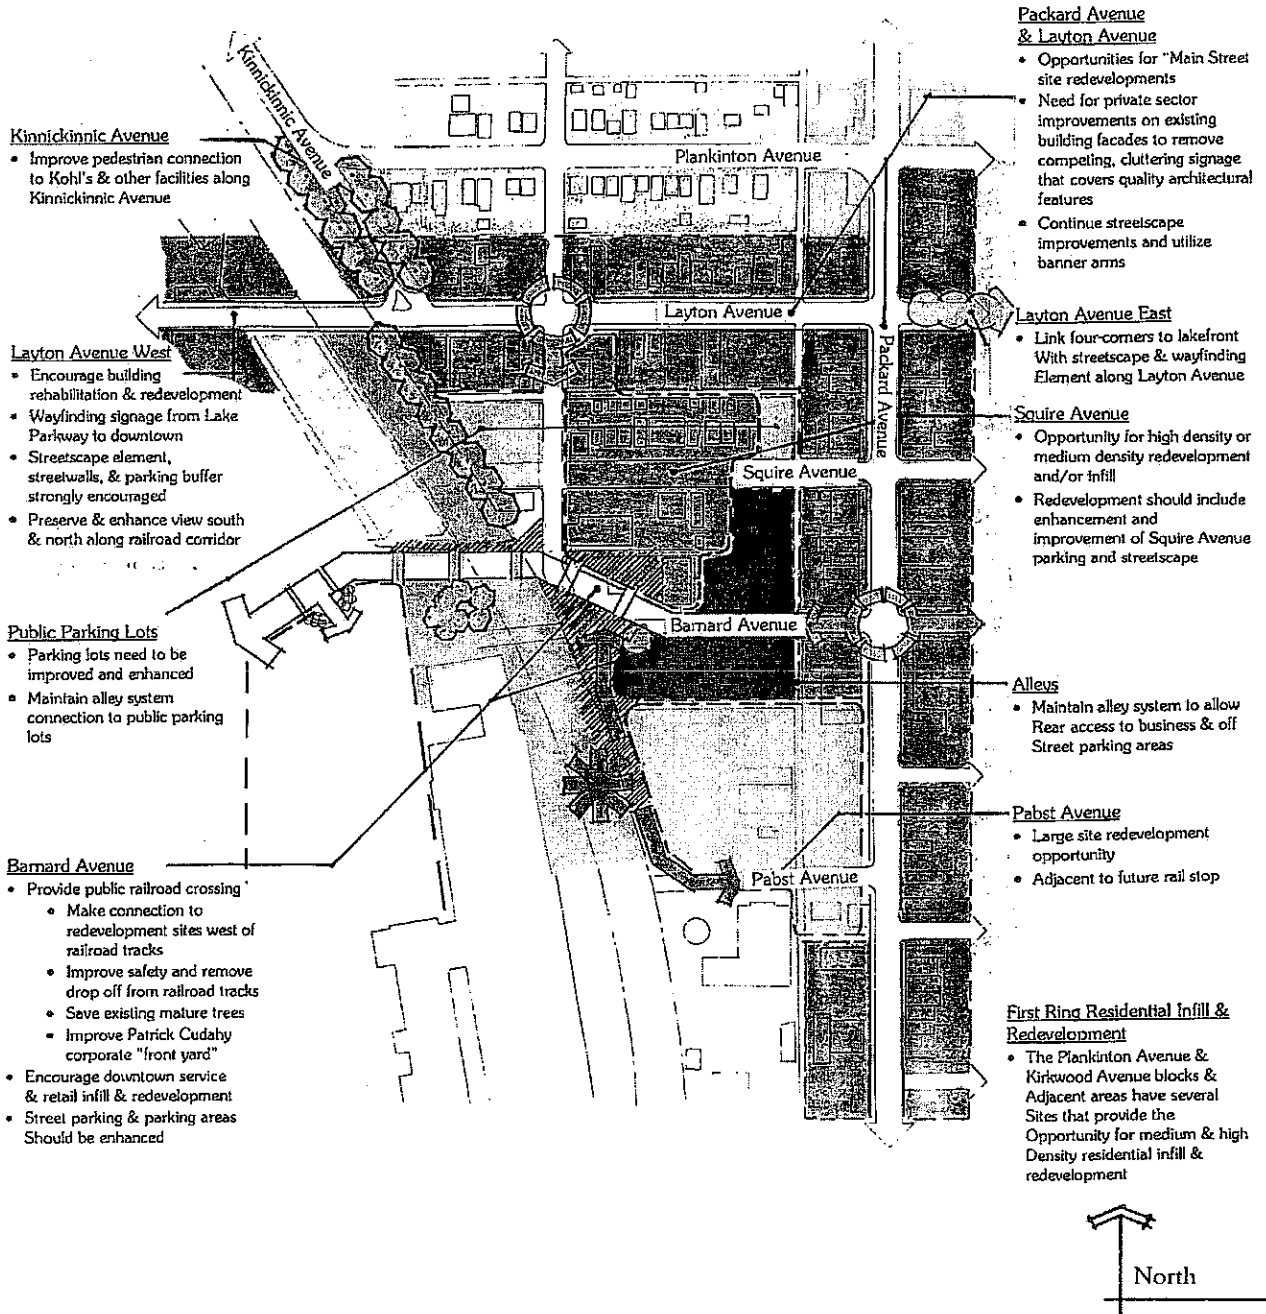 Kinnickinnic Avenue
• Improve pedestrian connection
to Kohl's & other facilities along
Kinnickinnic Avenue
Layton Avenue West
• Encourage building
rehabilitation & redevelopment
• Wayfinding signage from Lake
Parkway to downtown
• Streetscape element,
streetwalls, & parking buffer
strongly encouraged
• Preserve & enhance view south
& north along railroad corridor
Public Parking Lots
• Parking lots need to be
improved and enhanced
• Maintain alley system
connection to public parking
lots
Barnard Avenue
• Provide public railroad crossing
• Make connection to
redevelopment sites west of
railroad tracks
• Improve safety and remove
drop off from railroad tracks
• Save existing mature trees
• Improve Patrick Cudahy
corporate "front yard"
• Encourage downtown service
& retail infill & redevelopment
• Street parking & parking areas
Should be enhanced
Kinnickinnic Avenue
Plankinton Avenue
Layton Avenue
Packard Avenue
Squire Avenue
Barnard Avenue
Pabst Avenue
Packard Avenue
& Layton Avenue
• Opportunities for "Main Street
site redevelopments
• Need for private sector
improvements on existing
building facades to remove
competing, cluttering signage
that covers quality architectural
features
• Continue streetscape
improvements and utilize
banner arms
Layton Avenue East
• Link four-corners to lakefront
With streetscape & wayfinding
Element along Layton Avenue
Squire Avenue
• Opportunity for high density or
medium density redevelopment
and/or infill
• Redevelopment should include
enhancement and
improvement of Squire Avenue
parking and streetscape
Alleys
• Maintain alley system to allow
Rear access to business & off
Street parking areas
Pabst Avenue
• Large site redevelopment
opportunity
• Adjacent to future rail stop
First Ring Residential Infill &
Redevelopment
• The Plankinton Avenue &
Kirkwood Avenue blocks &
Adjacent areas have several
Sites that provide the
Opportunity for medium & high
Density residential infill &
redevelopment
North